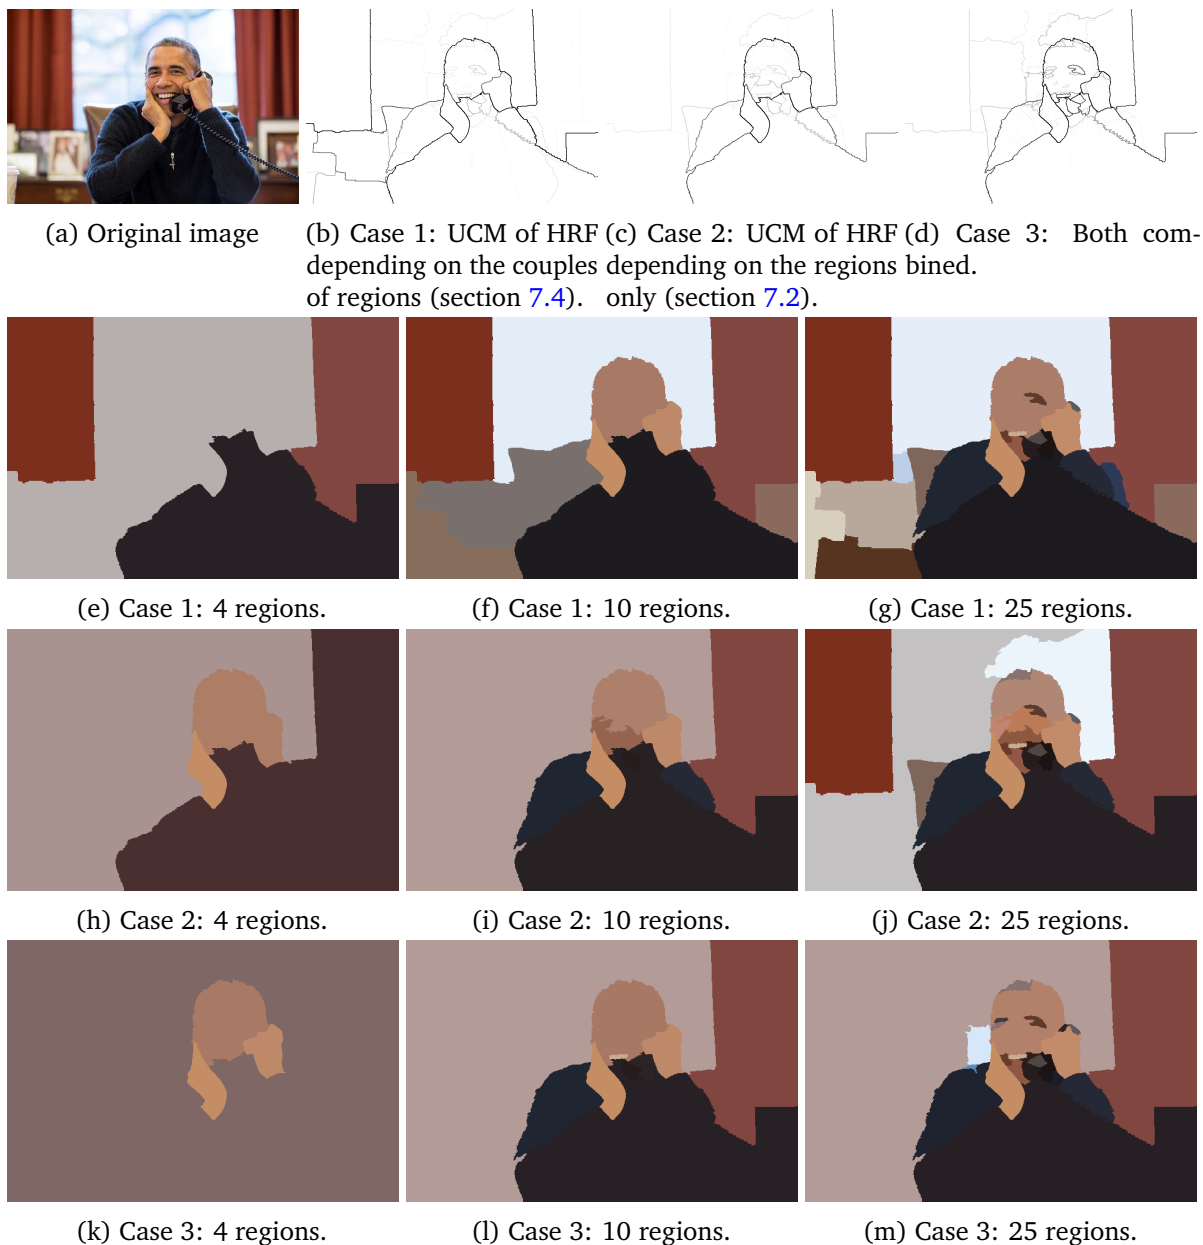 (a) Original image
(b) Case 1: UCM of HRF
depending on the couples
of regions (section 7.4).
(c) Case 2: UCM of HRF
depending on the regions
only (section 7.2).
(d) Case 3: Both com-
bined.
(e) Case 1: 4 regions.
(f) Case 1: 10 regions.
(g) Case 1: 25 regions.
(h) Case 2: 4 regions.
(i) Case 2: 10 regions.
(j) Case 2: 25 regions.
(k) Case 3: 4 regions.
(l) Case 3: 10 regions.
(m) Case 3: 25 regions.